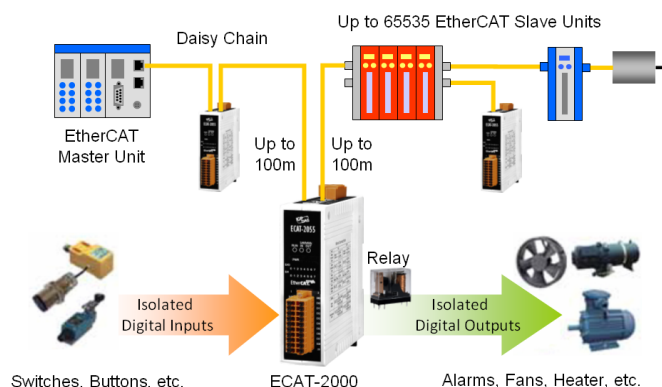 Up to 65535 EtherCAT Slave Units
Daisy Chain
EtherCAT
Master Unit
Up to
100m
Up to
100m
ECAT-2055
EtherCAT
Relay
Isolated
Digital Inputs
Isolated
Digital Outputs
Switches, Buttons, etc.
ECAT-2000
Alarms, Fans, Heater, etc.